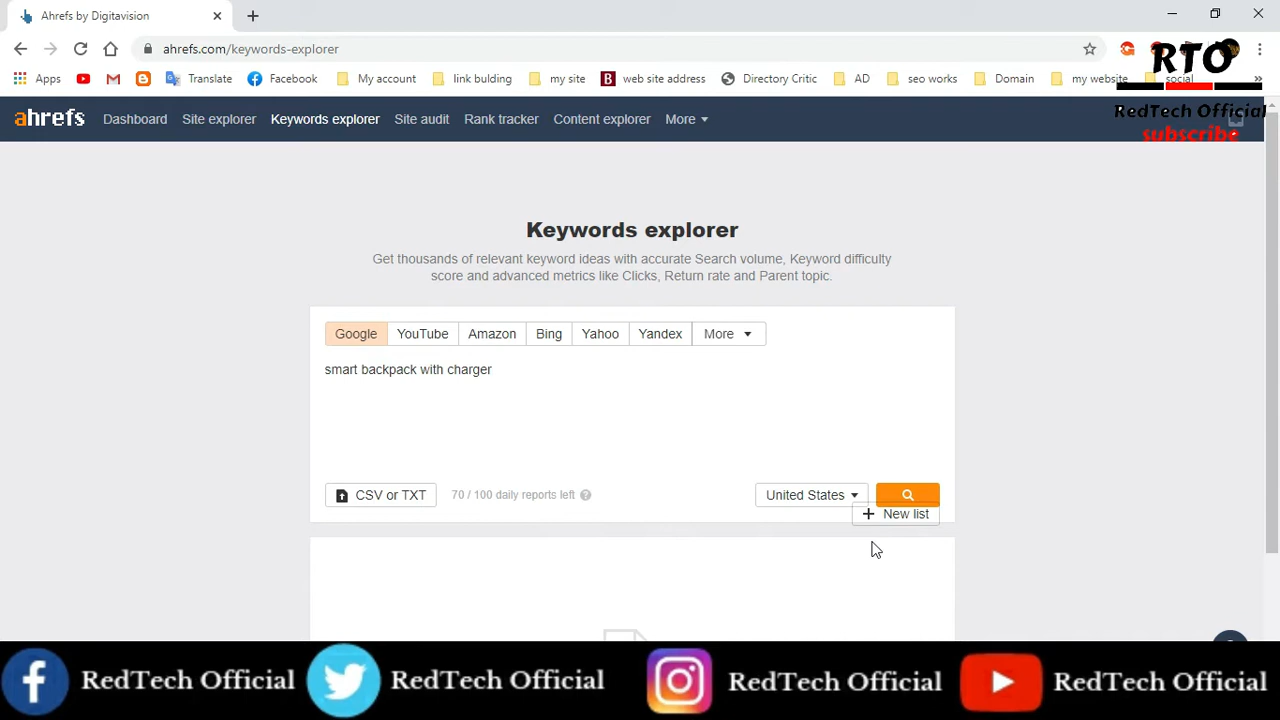 Ahrefs by Digitavision
ahrefs.com/keywords-explorer
Apps Translate Facebook My account link bulding my site B web site address Directory Critic AD seo works Domain my website social »
RTO
RedTech Official
subscribe
ahrefs Dashboard Site explorer Keywords explorer Site audit Rank tracker Content explorer More
Keywords explorer
Get thousands of relevant keyword ideas with accurate Search volume, Keyword difficulty
score and advanced metrics like Clicks, Return rate and Parent topic.
Google YouTube Amazon Bing Yahoo Yandex More
smart backpack with charger
CSV or TXT 70 / 100 daily reports left ? United States
+ New list
RedTech Official RedTech Official RedTech Official RedTech Official